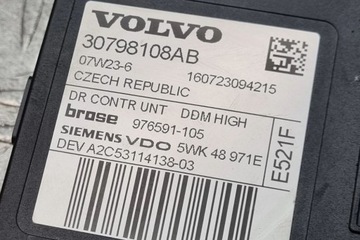 VOLVO
30798108AB
07W23-6 160723094215
CZECH REPUBLIC
DR CONTR UNT DDM HIGH
brose 976591-105
SIEMENS VDO 5WK 48 971E
DEV A2C53114138-03
E521F